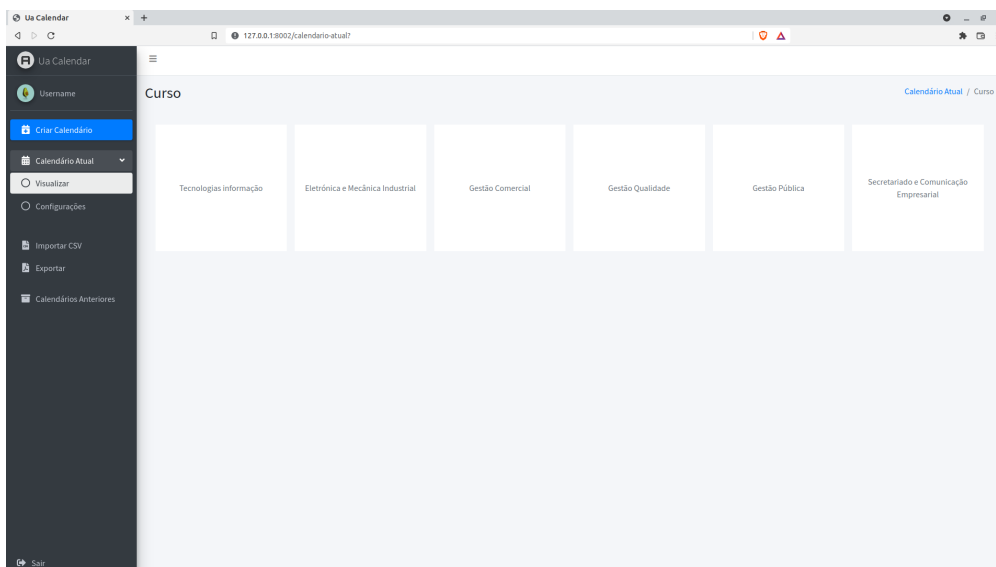 Ua Calendar
127.0.0.1:8002/calendario-atual?
Ua Calendar
Username
Criar Calendário
Calendário Atual
Visualizar
Configurações
Importar CSV
Exportar
Calendários Anteriores
Sair
Curso
Calendário Atual / Curso
Tecnologias informação
Eletrónica e Mecânica Industrial
Gestão Comercial
Gestão Qualidade
Gestão Pública
Secretariado e Comunicação
Empresarial